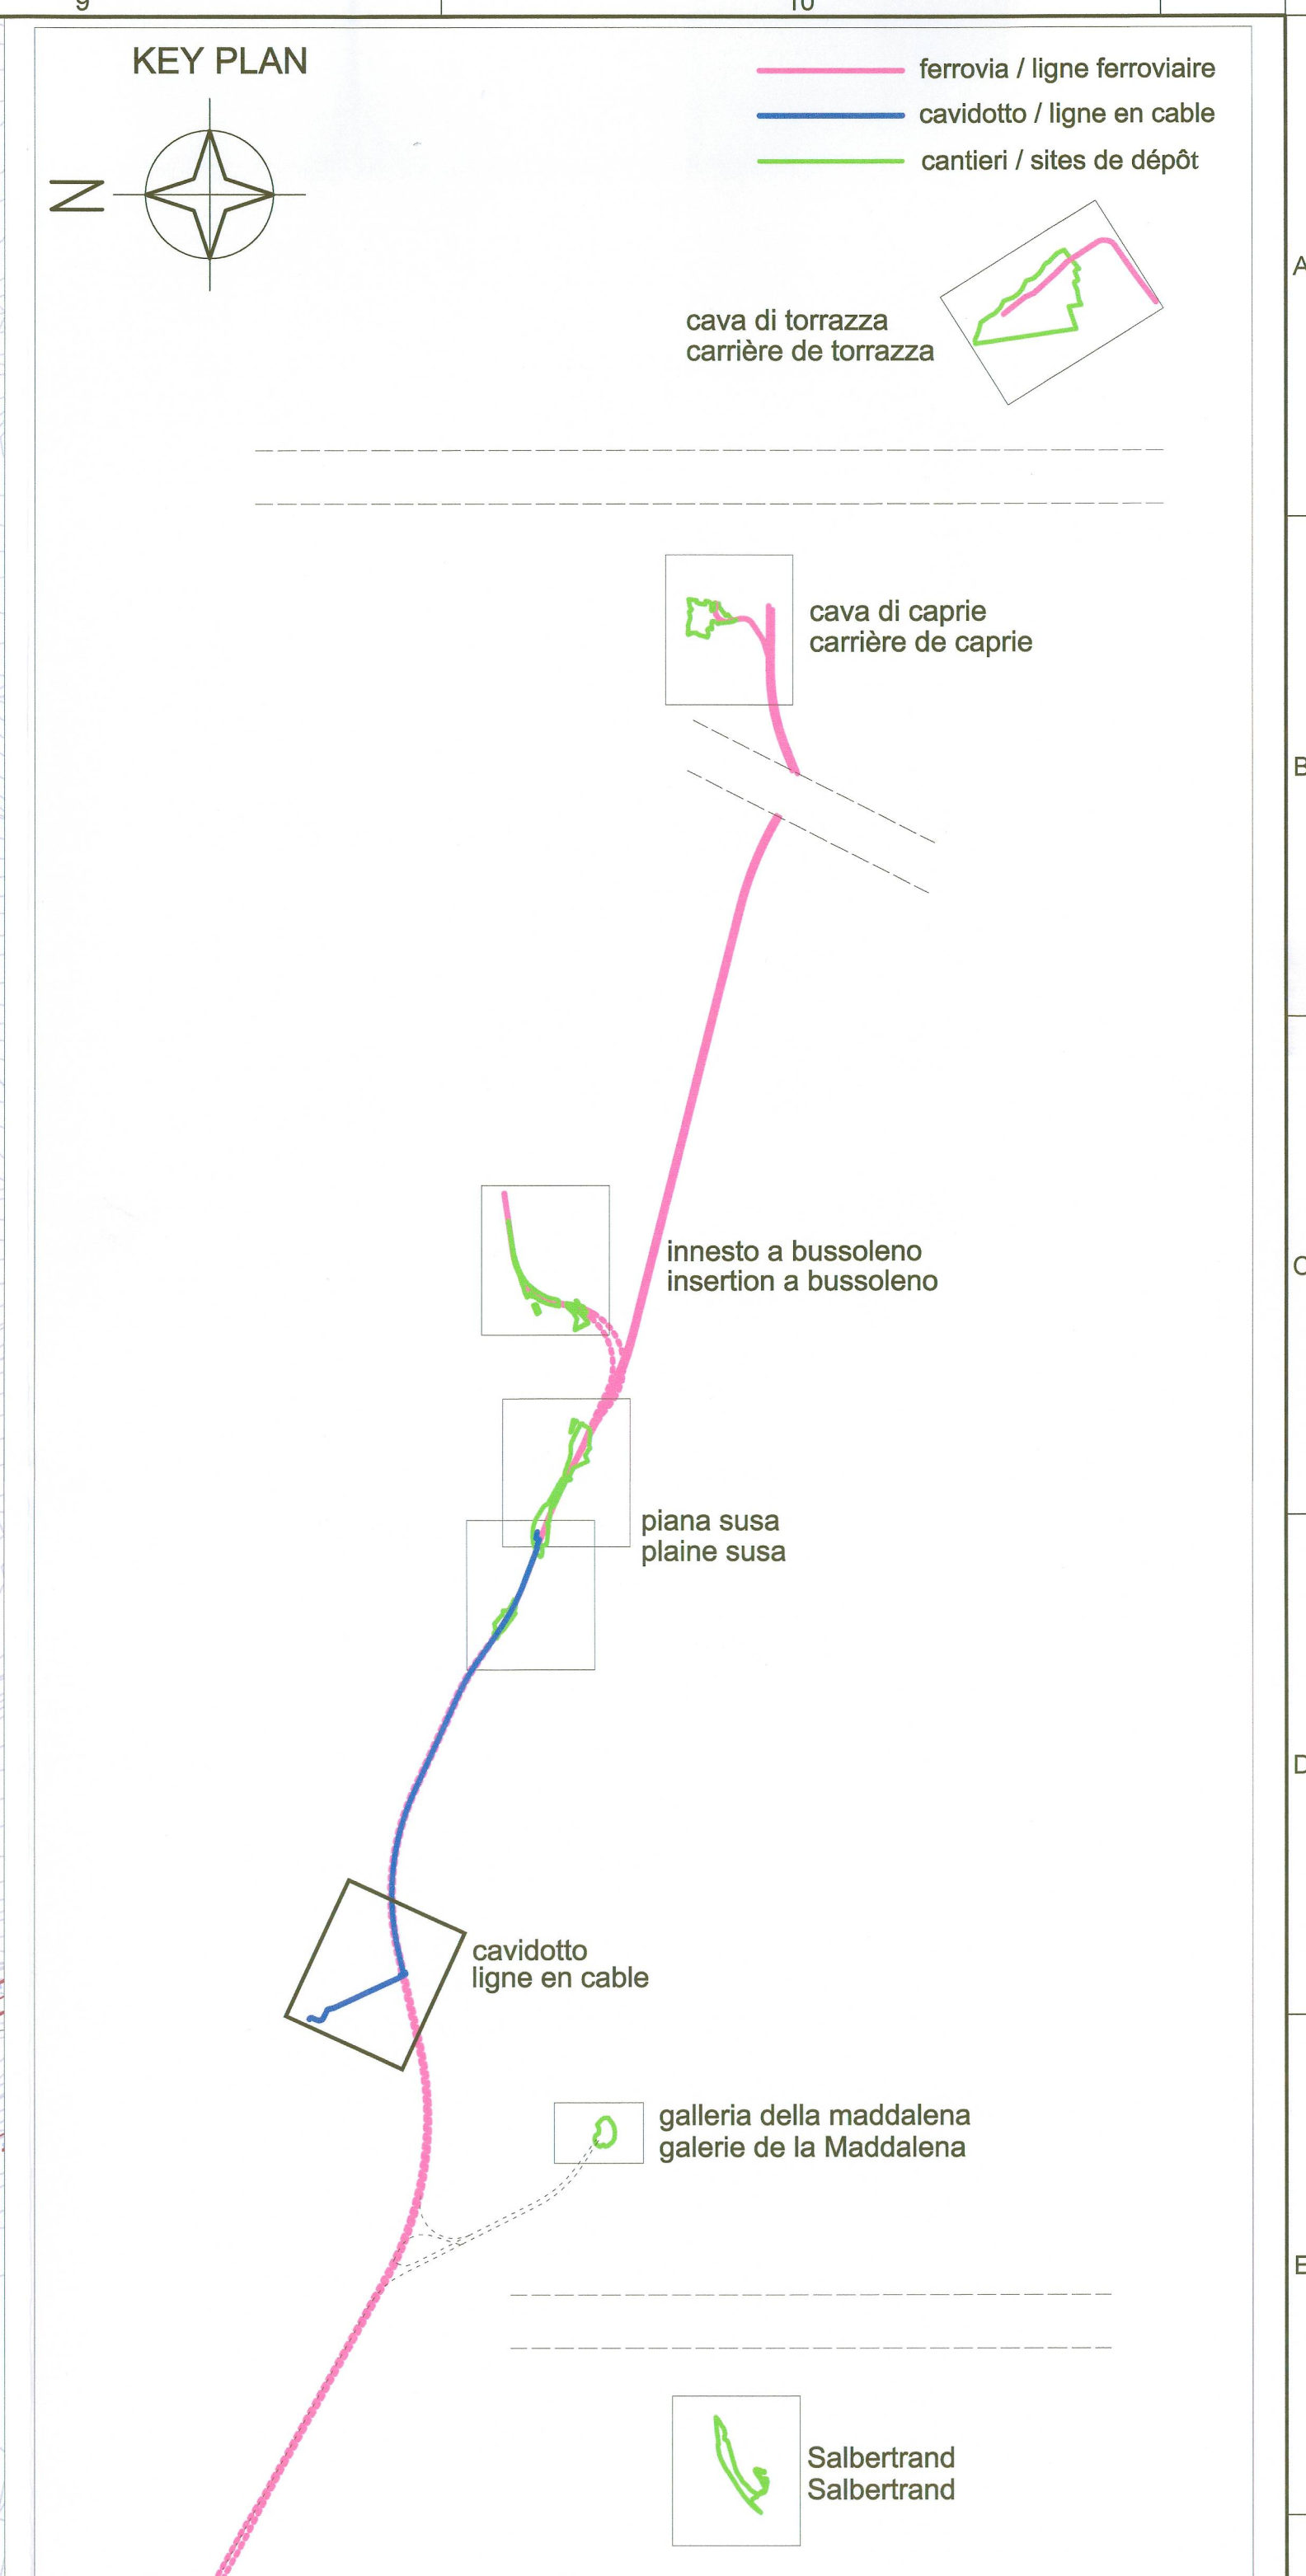 9 10
KEY PLAN
ferrovia / ligne ferroviaire
cavidotto / ligne en cable
cantieri / sites de dépôt
N
A
cava di torrazza
carrière de torrazza
cava di caprie
carrière de caprie
B
innesto a bussoleno
insertion a bussoleno
C
piana susa
plaine susa
D
cavidotto
ligne en cable
galleria della maddalena
galerie de la Maddalena
E
Salbertrand
Salbertrand